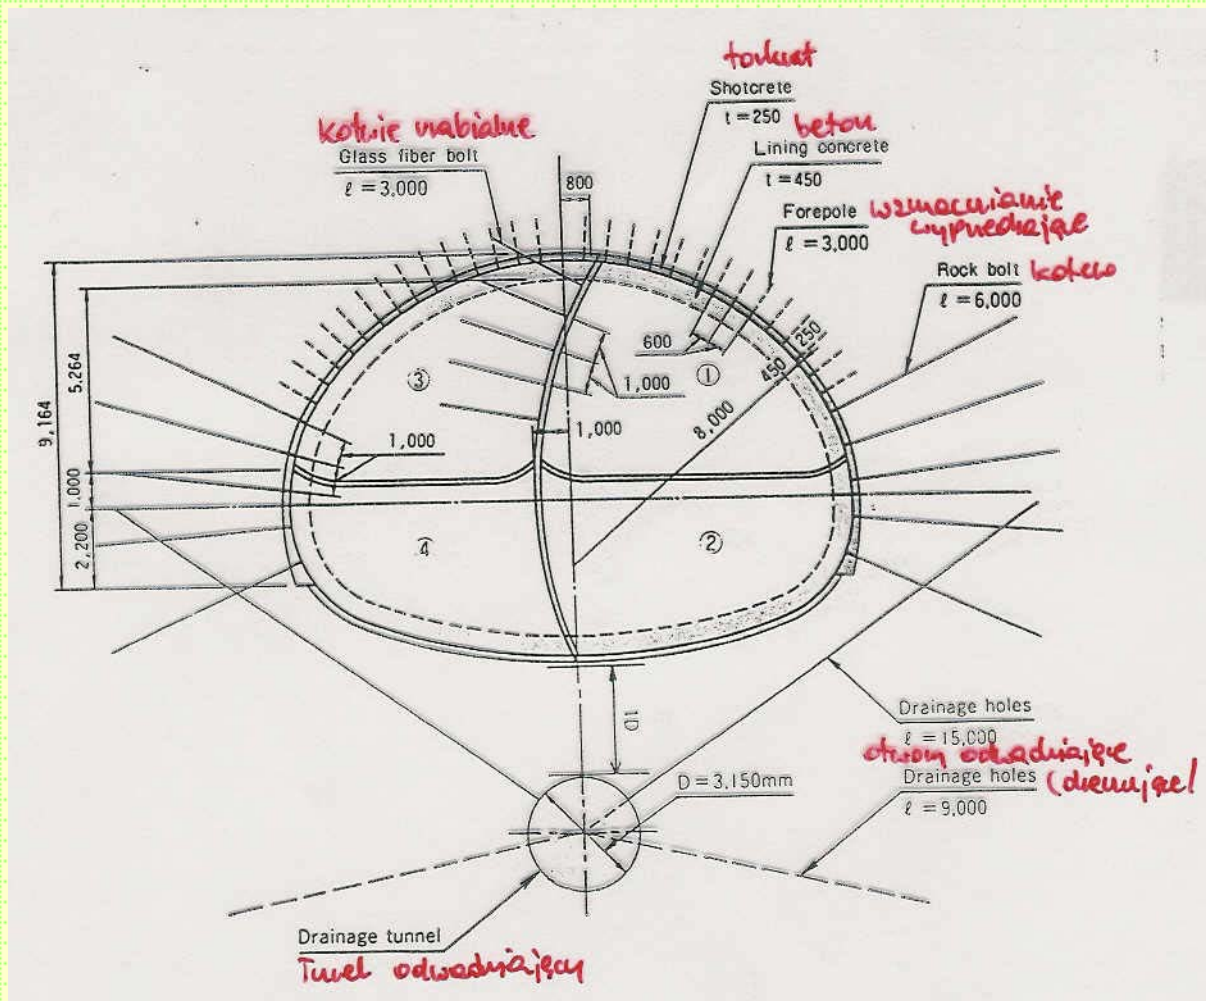 torkret
Shotcrete
t=250
kotwie urabialne
Glass fiber bolt
ℓ = 3,000
beton
Lining concrete
t=450
800
Forepole
wzmacnianie
wyprzedzające
ℓ = 3,000
Rock bolt
kotew
ℓ = 6,000
600
250
450
③
①
1,000
5.264
9,164
8,000
1,000
1,000
1.000
2,200
④
②
1D
Drainage holes
ℓ = 15,000
otwory odwadniające
D = 3,150mm
Drainage holes
(drenujące/
ℓ = 9,000
Drainage tunnel
Tunel odwadniający